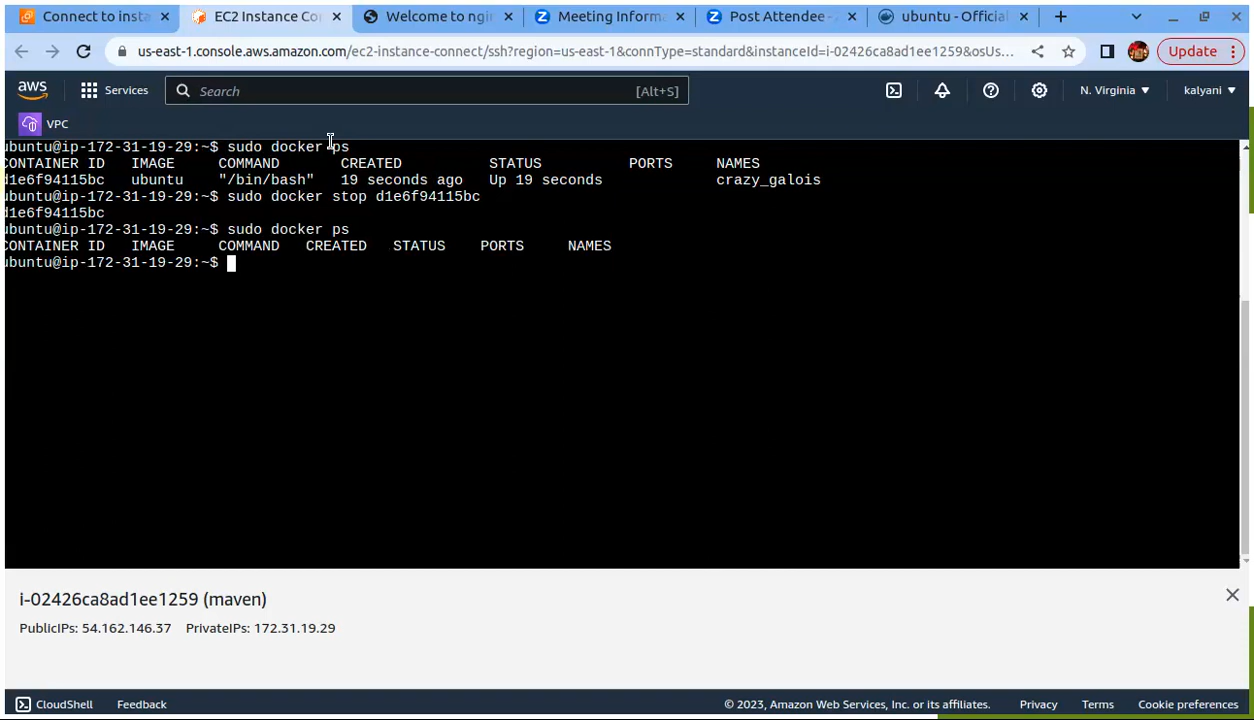 Connect to insta
EC2 Instance Co
Welcome to ngin
Meeting Informa
Post Attendee -
ubuntu - Official
us-east-1.console.aws.amazon.com/ec2-instance-connect/ssh?region=us-east-1&connType=standard&instanceId=i-02426ca8ad1ee1259&osUs...
Update
aws
Services
Search
[Alt+S]
N. Virginia
kalyani
VPC
ubuntu@ip-172-31-19-29:~$ sudo docker ps
CONTAINER ID IMAGE COMMAND CREATED STATUS PORTS NAMES
d1e6f94115bc ubuntu "/bin/bash" 19 seconds ago Up 19 seconds crazy_galois
ubuntu@ip-172-31-19-29:~$ sudo docker stop d1e6f94115bc
d1e6f94115bc
ubuntu@ip-172-31-19-29:~$ sudo docker ps
CONTAINER ID IMAGE COMMAND CREATED STATUS PORTS NAMES
ubuntu@ip-172-31-19-29:~$
i-02426ca8ad1ee1259 (maven)
PublicIPs: 54.162.146.37 PrivateIPs: 172.31.19.29
CloudShell
Feedback
© 2023, Amazon Web Services, Inc. or its affiliates.
Privacy
Terms
Cookie preferences